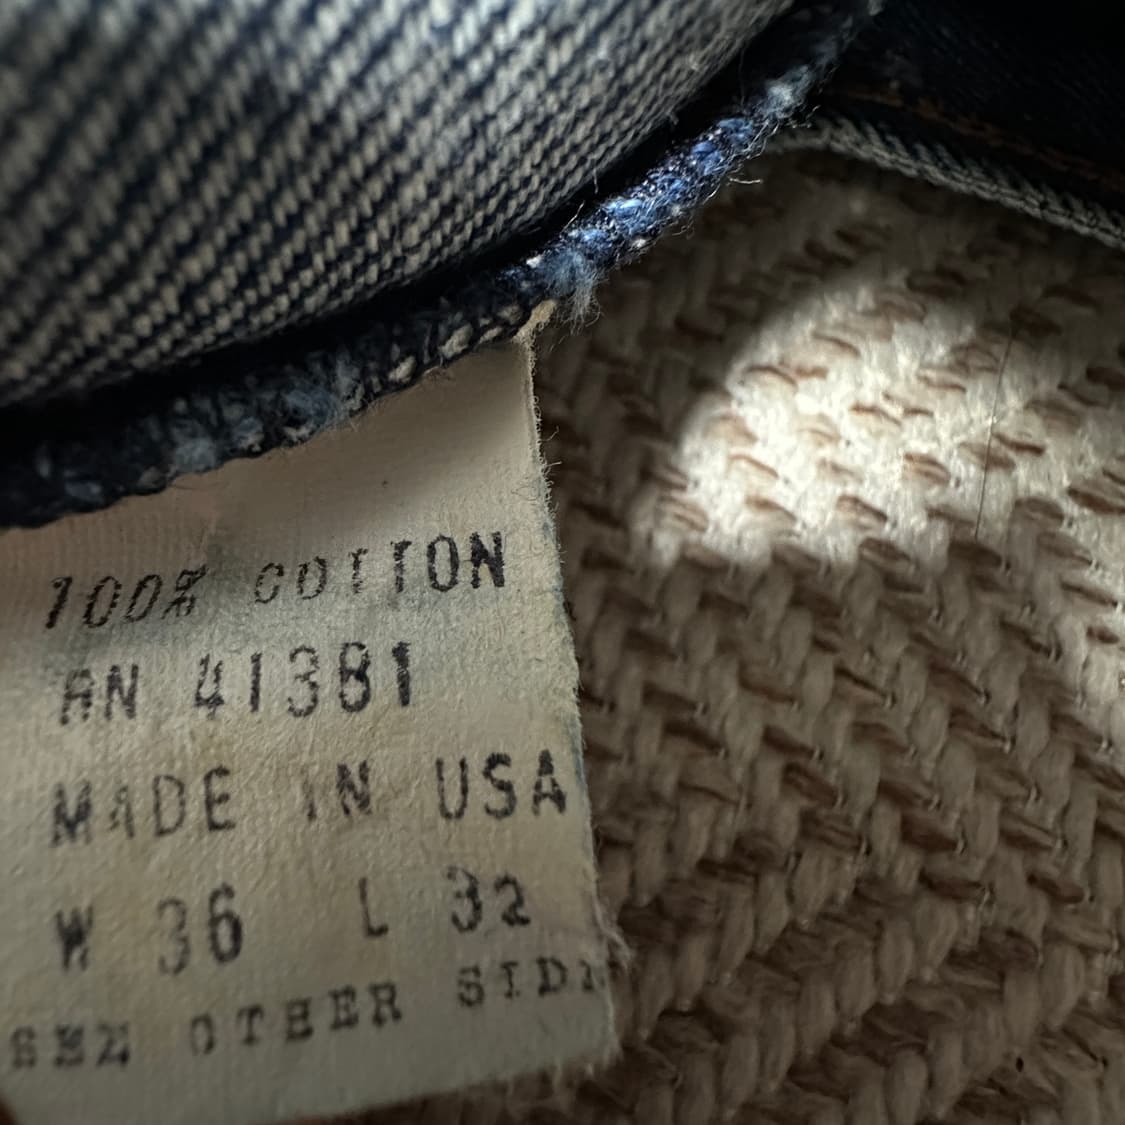 100% COTTON
RN 41381
MADE IN USA
W 36 L 32
SEE OTHER SIDE